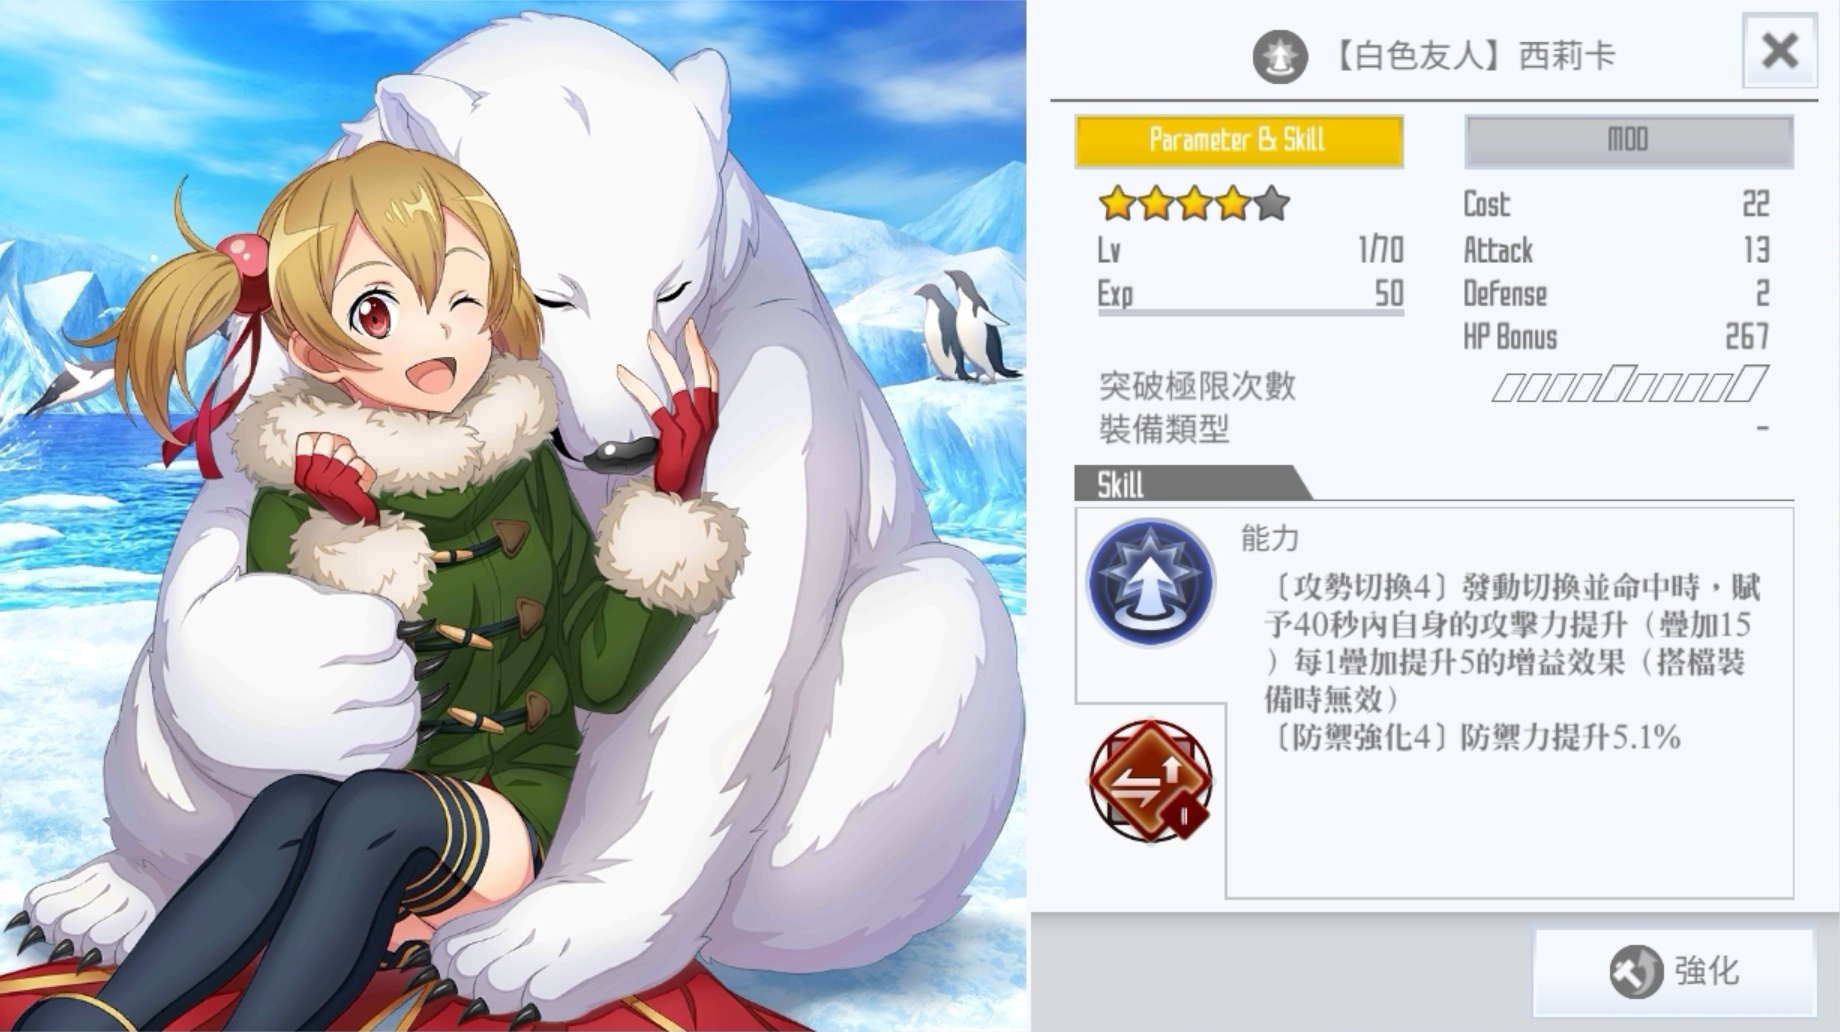 【白色友人】西莉卡
Parameter & Skill
MOD
Lv 1/70
Exp 50
Cost 22
Attack 13
Defense 2
HP Bonus 267
突破極限次數
裝備類型 -
Skill
能力
〔攻勢切換4〕發動切換並命中時，賦
予40秒內自身的攻擊力提升（疊加15
）每1疊加提升5的增益效果（搭檔裝
備時無效）
〔防禦強化4〕防禦力提升5.1%
II
強化